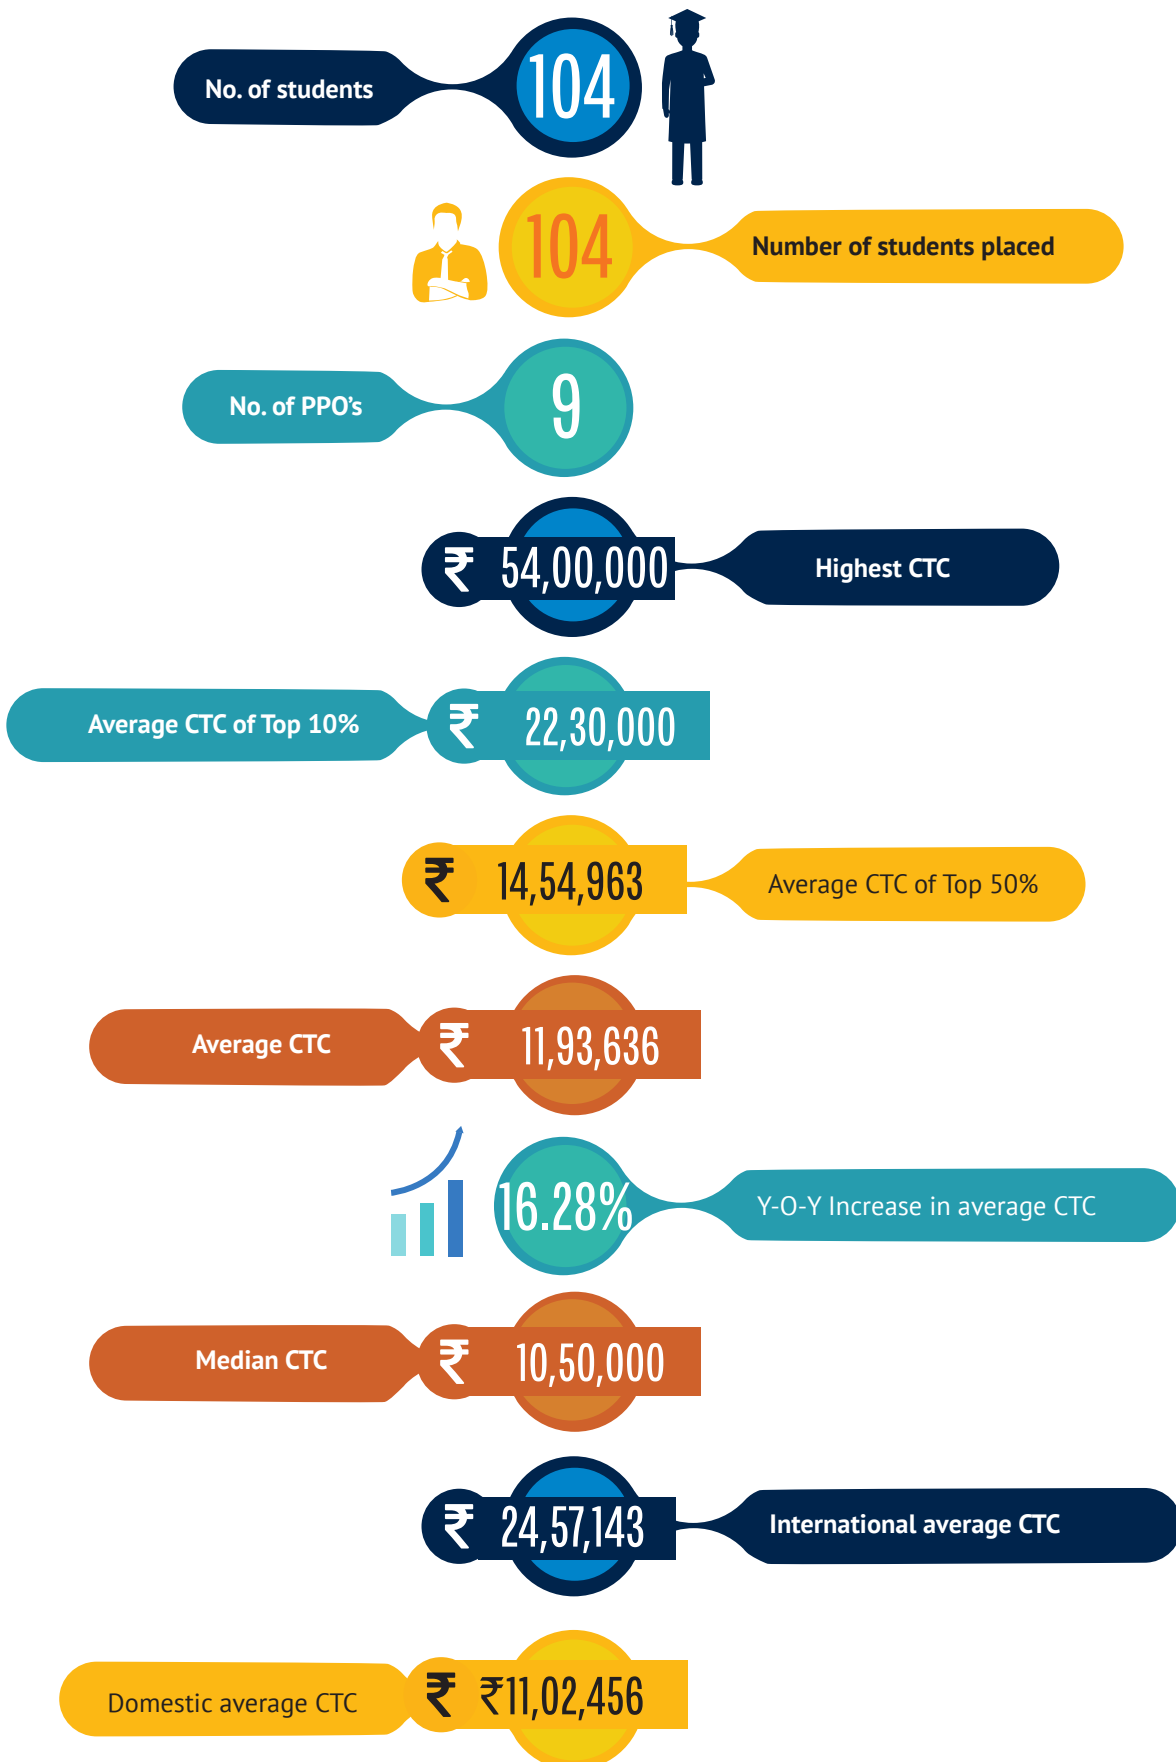 No. of students
104
104
Number of students placed
No. of PPO’s
9
₹ 54,00,000
Highest CTC
Average CTC of Top 10%
₹ 22,30,000
₹ 14,54,963
Average CTC of Top 50%
Average CTC
₹ 11,93,636
16.28%
Y-O-Y Increase in average CTC
Median CTC
₹ 10,50,000
₹ 24,57,143
International average CTC
Domestic average CTC
₹ ₹11,02,456